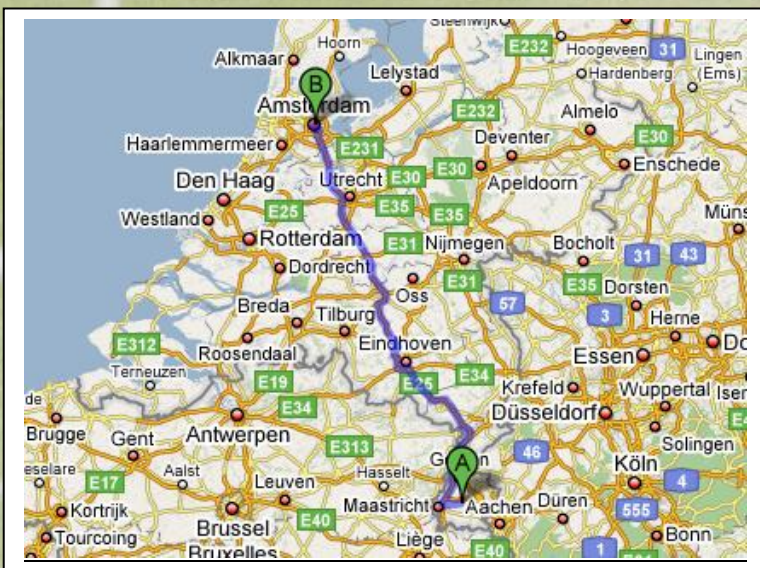 Steenwijk
Hoorn
Alkmaar
E232
Hoogeveen
31
Lingen
(Ems)
Lelystad
Hardenberg
B
Amsterdam
E232
Almelo
Haarlemmermeer
E231
Deventer
E30
Enschede
Den Haag
Utrecht
E30
E30
Apeldoorn
Westland
E25
E35
E35
Rotterdam
E31
Nijmegen
Bocholt
31
43
Dordrecht
Oss
E31
E35
Dorsten
57
3
Breda
Tilburg
Herne
E312
Roosendaal
Eindhoven
Essen
Terneuzen
E19
E25
E34
Krefeld
Wuppertal
E34
Düsseldorf
Brugge
Gent
Antwerpen
E313
46
Solingen
A
Köln
E17
Aalst
Leuven
Hasselt
4
Kortrijk
Maastricht
Aachen
Düren
555
Brussel
E40
Bonn
Tourcoing
Bruxelles
Liège
E40
1